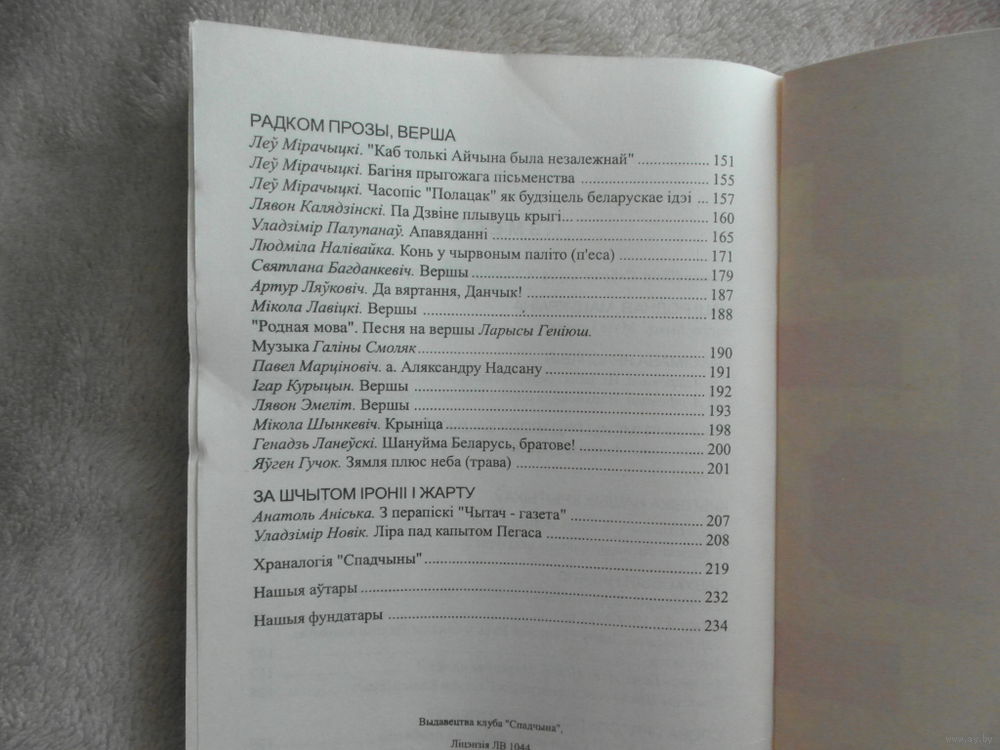 РАДКОМ ПРОЗЫ, ВЕРША
Леў Мірачыцкі. "Каб толькі Айчына была незалежнай" ........ 151
Леў Мірачыцкі. Багіня прыгожага пісьменства ........ 155
Леў Мірачыцкі. Часопіс "Полацак" як будзіцель беларускае ідэі ... 157
Лявон Калядзінскі. Па Дзвіне плывуць крыгі... ........ 160
Уладзімір Палупанаў. Апавяданні ........ 165
Людміла Налівайка. Конь у чырвоным паліто (п'еса) ........ 171
Святлана Багданкевіч. Вершы ........ 179
Артур Ляўковіч. Да вяртання, Данчык! ........ 187
Мікола Лавіцкі. Вершы ........ 188
"Родная мова". Песня на вершы Ларысы Геніюш.
Музыка Галіны Смоляк ........ 190
Павел Марціновіч. а. Аляксандру Надсану ........ 191
Ігар Курыцын. Вершы ........ 192
Лявон Эмеліт. Вершы ........ 193
Мікола Шынкевіч. Крыніца ........ 198
Генадзь Ланеўскі. Шануйма Беларусь, братове! ........ 200
Яўген Гучок. Зямля плюс неба (трава) ........ 201
ЗА ШЧЫТОМ ІРОНІІ І ЖАРТУ
Анатоль Аніська. З перапіскі "Чытач - газета" ........ 207
Уладзімір Новік. Ліра пад капытом Пегаса ........ 208
Храналогія "Спадчыны" ........ 219
Нашыя аўтары ........ 232
Нашыя фундатары ........ 234
Выдавецтва клуба "Спадчына",
Ліцэнзія ЛВ 1044
www.ay.by